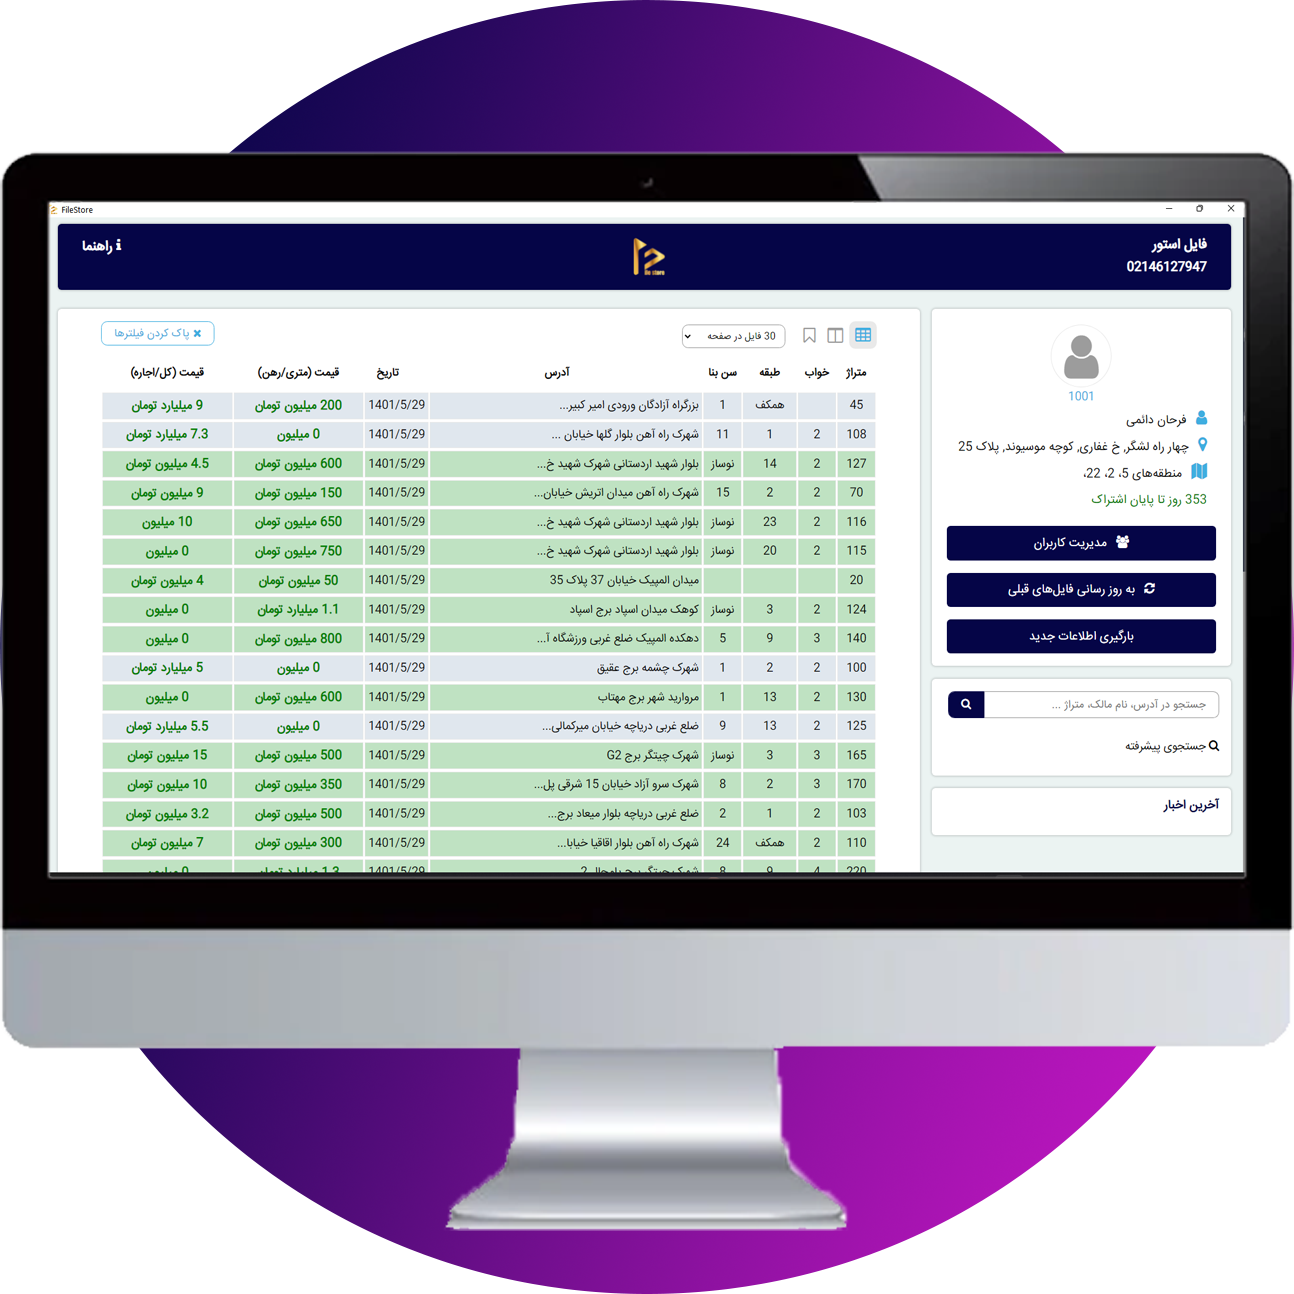 FileStore
فایل استور
02146127947
file store
راهنما
1001
فرحان دائمی
چهار راه لشگر, خ غفاری, کوچه موسیوند, پلاک 25
منطقه‌های 5، 2، 22،
353 روز تا پایان اشتراک
مدیریت کاربران
به روز رسانی فایل‌های قبلی
بارگیری اطلاعات جدید
جستجو در آدرس، نام مالک، متراژ ...
جستجوی پیشرفته
آخرین اخبار
30 فایل در صفحه
پاک کردن فیلترها
متراژ خواب طبقه سن بنا آدرس تاریخ قیمت (متری/رهن) قیمت (کل/اجاره)
45 همکف 1 بزرگراه آزادگان ورودی امیر کبیر... 1401/5/29 200 میلیون تومان 9 میلیارد تومان
108 2 1 11 شهرک راه آهن بلوار گلها خیابان ... 1401/5/29 0 میلیون 7.3 میلیارد تومان
127 2 14 نوساز بلوار شهید اردستانی شهرک شهید خ... 1401/5/29 600 میلیون تومان 4.5 میلیون تومان
70 2 2 15 شهرک راه آهن میدان اتریش خیابان... 1401/5/29 150 میلیون تومان 9 میلیون تومان
116 2 23 نوساز بلوار شهید اردستانی شهرک شهید خ... 1401/5/29 650 میلیون تومان 10 میلیون
115 2 20 نوساز بلوار شهید اردستانی شهرک شهید خ... 1401/5/29 750 میلیون تومان 0 میلیون
20 میدان المپیک خیابان 37 پلاک 35 1401/5/29 50 میلیون تومان 4 میلیون تومان
124 2 3 نوساز کوهک میدان اسپاد برج اسپاد 1401/5/29 1.1 میلیارد تومان 0 میلیون
140 3 9 5 دهکده المپیک ضلع غربی ورزشگاه آ... 1401/5/29 800 میلیون تومان 0 میلیون
100 2 2 1 شهرک چشمه برج عقیق 1401/5/29 0 میلیون 5 میلیارد تومان
130 2 13 1 مروارید شهر برج مهتاب 1401/5/29 600 میلیون تومان 0 میلیون
125 2 13 9 ضلع غربی دریاچه خیابان میرکمالی... 1401/5/29 0 میلیون 5.5 میلیارد تومان
165 3 3 نوساز شهرک چیتگر برج G2 1401/5/29 500 میلیون تومان 15 میلیون تومان
170 3 2 8 شهرک سرو آزاد خیابان 15 شرقی پل... 1401/5/29 350 میلیون تومان 10 میلیون تومان
103 2 1 2 ضلع غربی دریاچه بلوار میعاد برج... 1401/5/29 500 میلیون تومان 3.2 میلیون تومان
110 2 همکف 24 شهرک راه آهن بلوار اقاقیا خیابا... 1401/5/29 300 میلیون تومان 7 میلیون تومان
220 4 9 8 شهرک چیتگر برج 2 1401/5/29 1.3 میلیارد تومان 0 میلیون